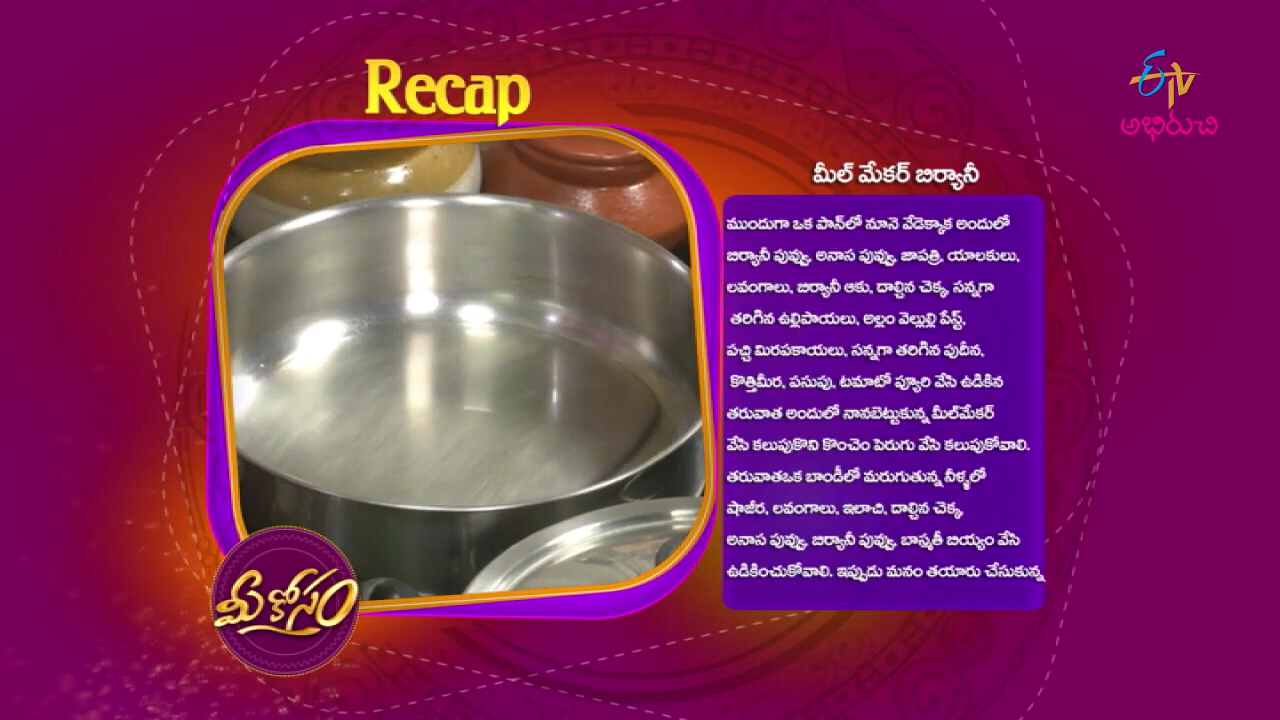 Recap
ETV
అభిరుచి
మీల్ మేకర్ బిర్యానీ
ముందుగా ఒక పాన్‌లో నూనె వేడెక్కాక అందులో
బిర్యానీ పువ్వు, అనాస పువ్వు, జాపత్రి, యాలకులు,
లవంగాలు, బిర్యానీ ఆకు, దాల్చిన చెక్క, సన్నగా
తరిగిన ఉల్లిపాయలు, అల్లం వెల్లుల్లి పేస్ట్,
పచ్చి మిరపకాయలు, సన్నగా తరిగిన పుదీన,
కొత్తిమీర, పసుపు, టమాటో ప్యూరి వేసి ఉడికిన
తరువాత అందులో నానబెట్టుకున్న మీల్‌మేకర్
వేసి కలుపుకొని కొంచెం పెరుగు వేసి కలుపుకోవాలి.
తరువాతఒక బాండీలో మరుగుతున్న నీళ్ళలో
షాజీర, లవంగాలు, ఇలాచి, దాల్చిన చెక్క,
అనాస పువ్వు, బిర్యానీ పువ్వు, బాస్మతీ బియ్యం వేసి
ఉడికించుకోవాలి. ఇప్పుడు మనం తయారు చేసుకున్న
మీ కోసం